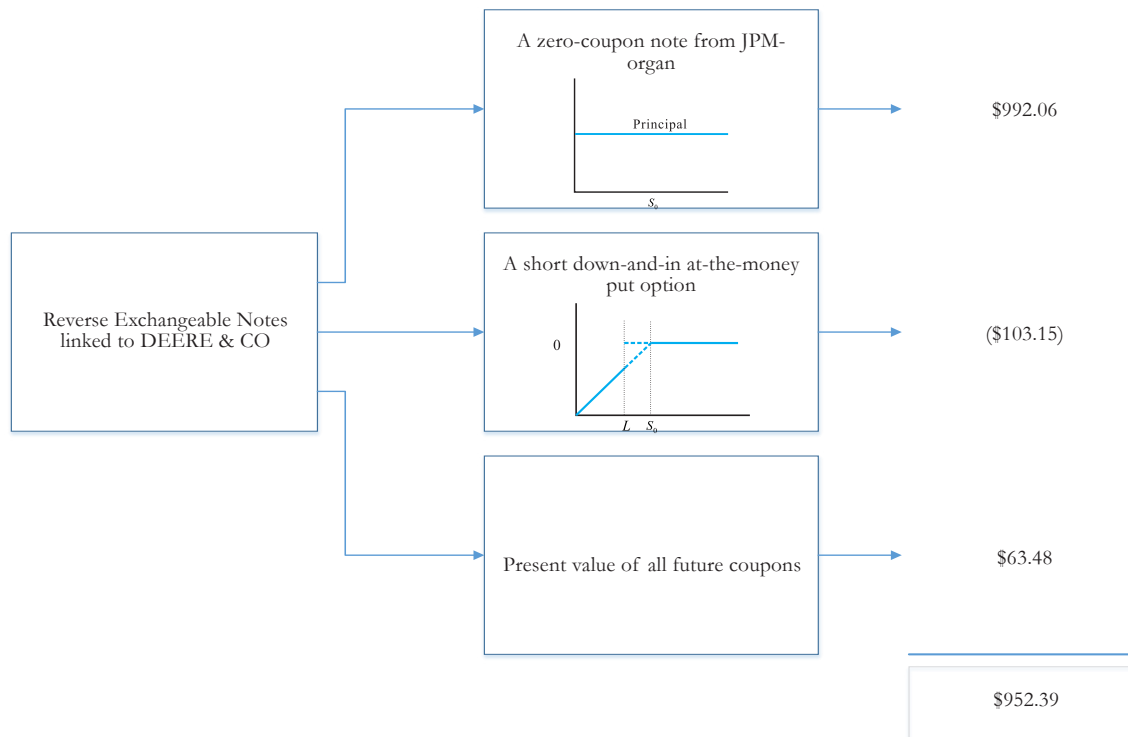 A zero-coupon note from JPM-
organ
Principal
S₀
$992.06
Reverse Exchangeable Notes
linked to DEERE & CO
A short down-and-in at-the-money
put option
0
L S₀
($103.15)
Present value of all future coupons
$63.48
$952.39